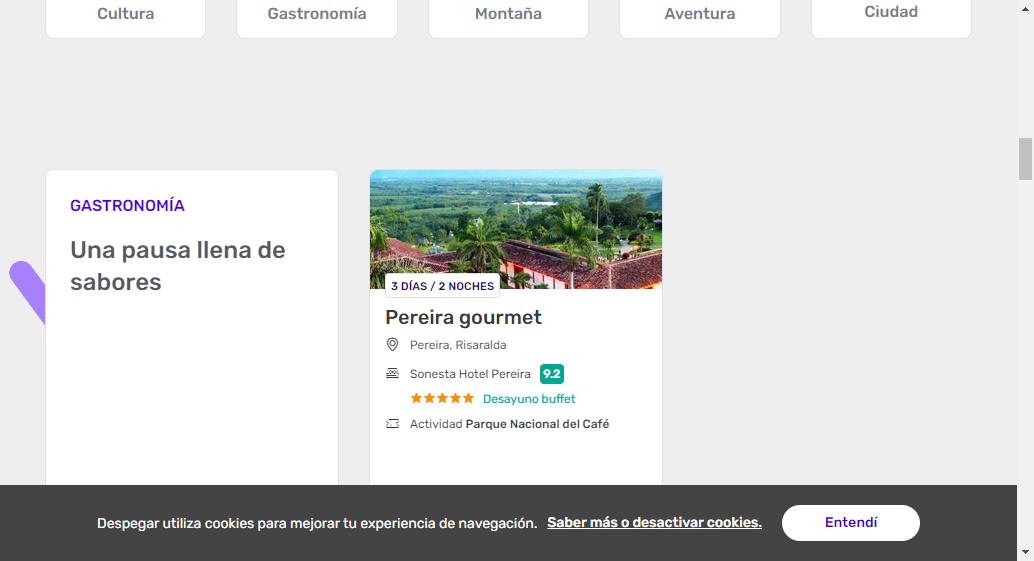 Cultura
Gastronomía
Montaña
Aventura
Ciudad
GASTRONOMÍA
Una pausa llena de
sabores
3 DÍAS / 2 NOCHES
Pereira gourmet
Pereira, Risaralda
Sonesta Hotel Pereira 9.2
Desayuno buffet
Actividad Parque Nacional del Café
Despegar utiliza cookies para mejorar tu experiencia de navegación. Saber más o desactivar cookies. Entendí